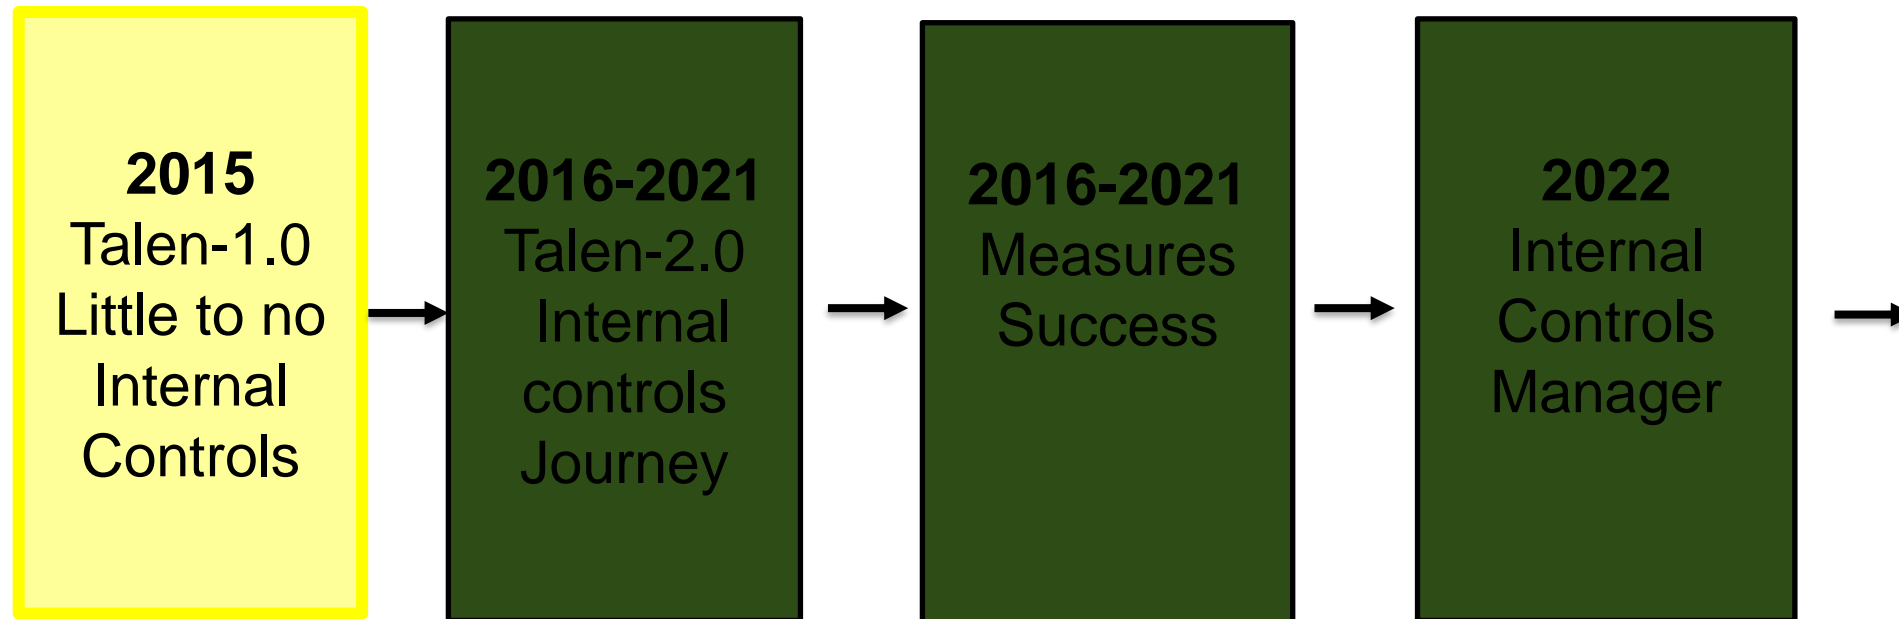 2015
Talen-1.0
Little to no
Internal
Controls
2016-2021
Talen-2.0
Internal
controls
Journey
2016-2021
Measures
Success
2022
Internal
Controls
Manager